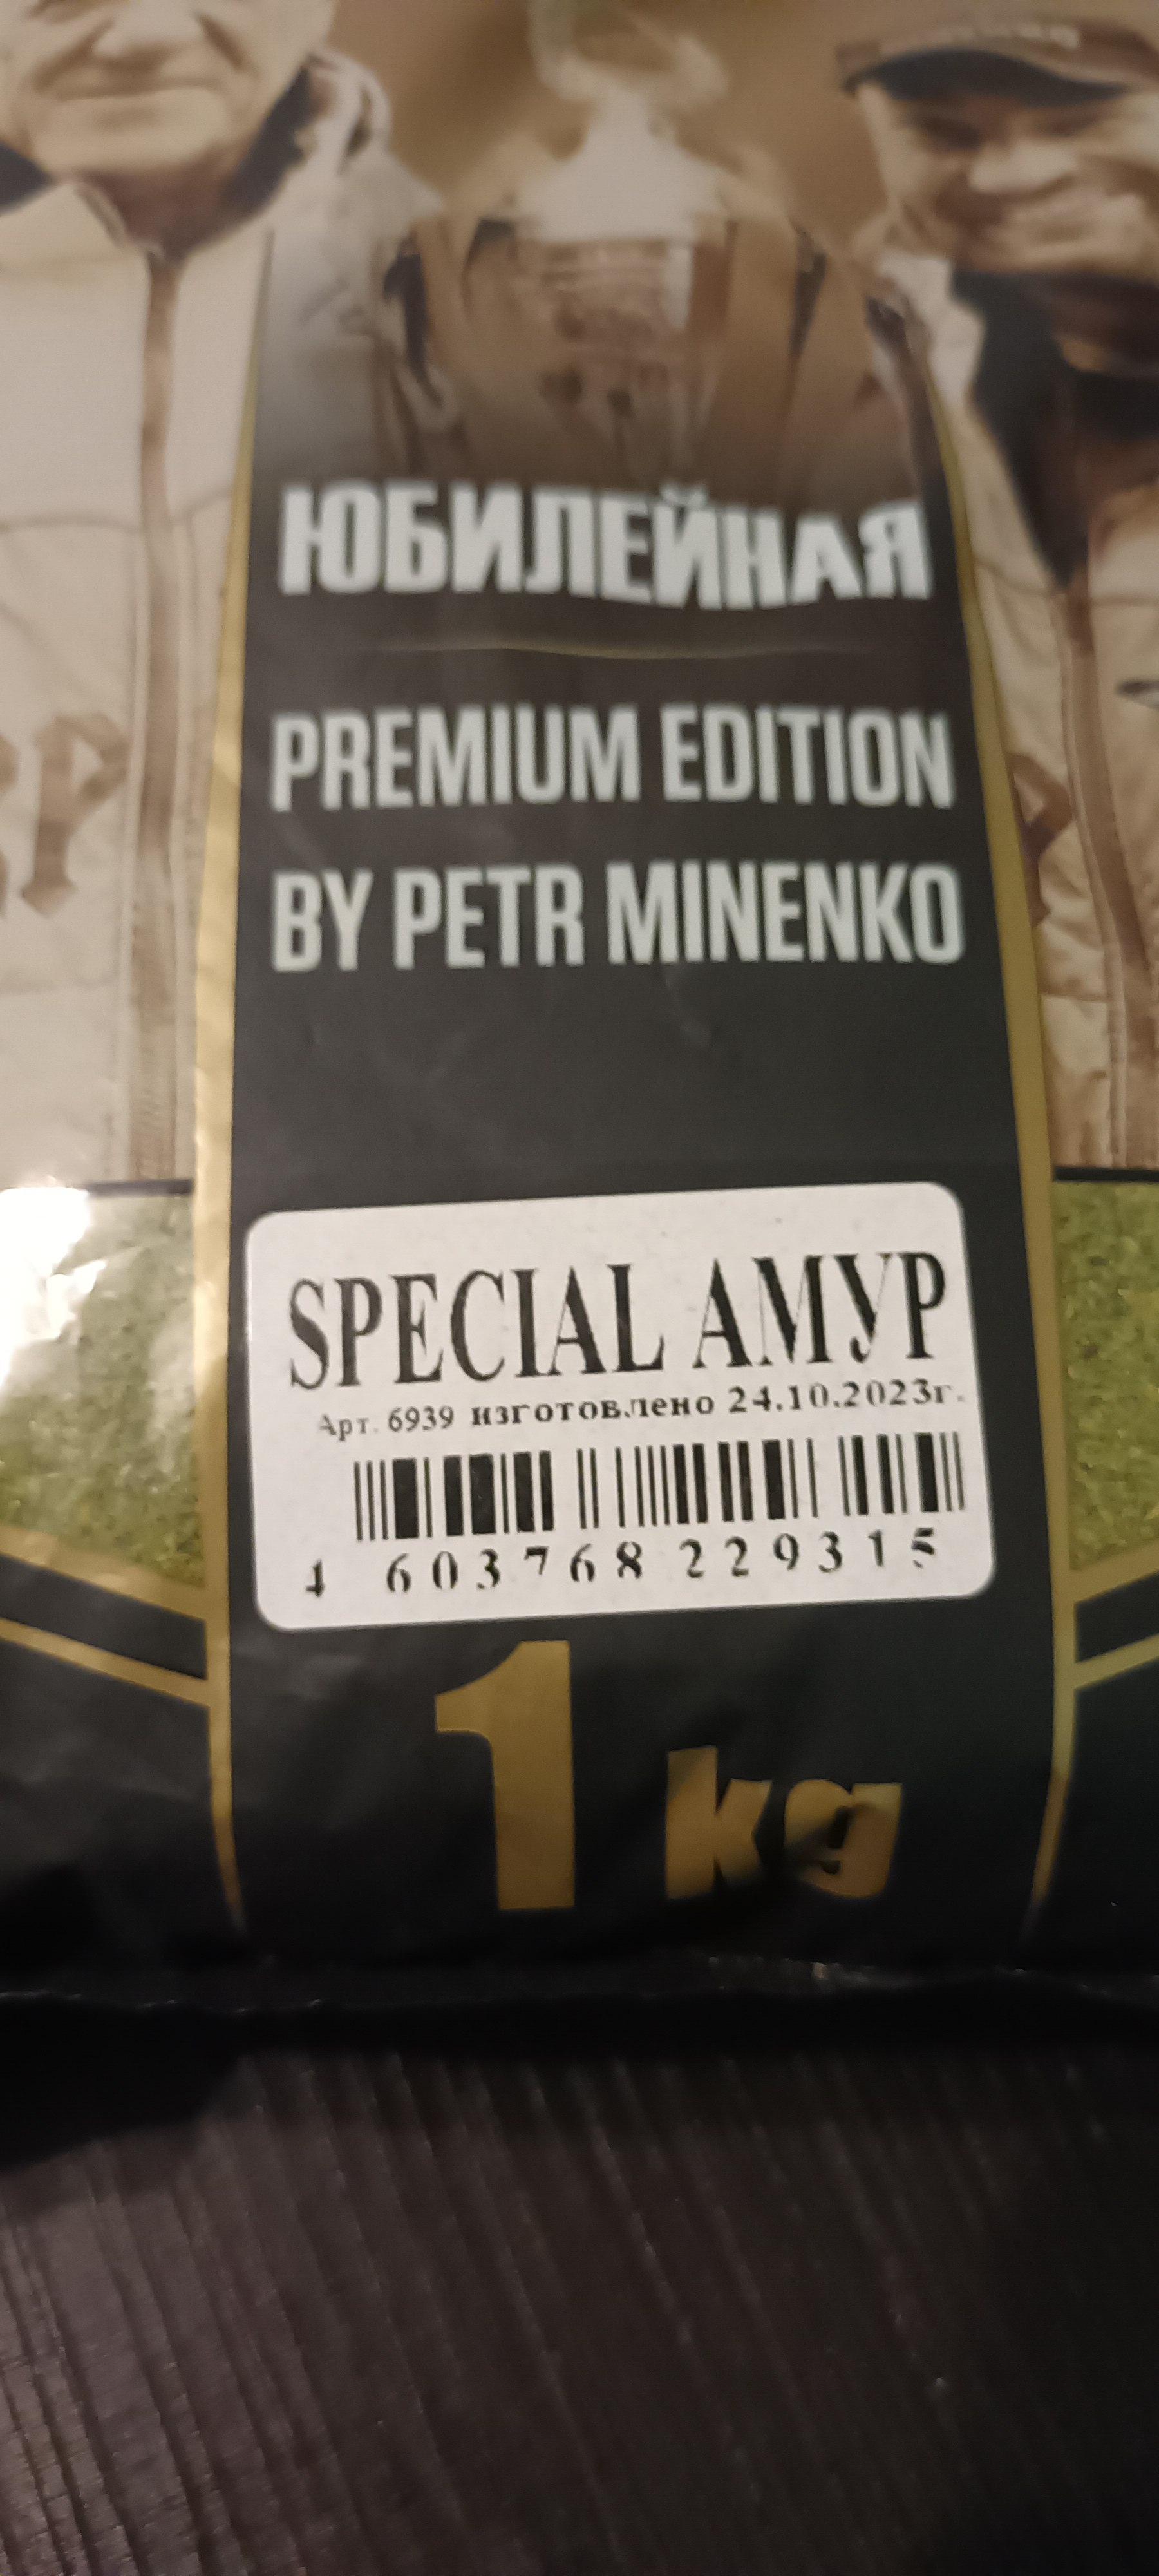 ЮБИЛЕЙНАЯ
PREMIUM EDITION
BY PETR MINENKO
SPECIAL АМУР
Арт. 6939 изготовлено 24.10.2023г.
4 603768 229315
1 kg